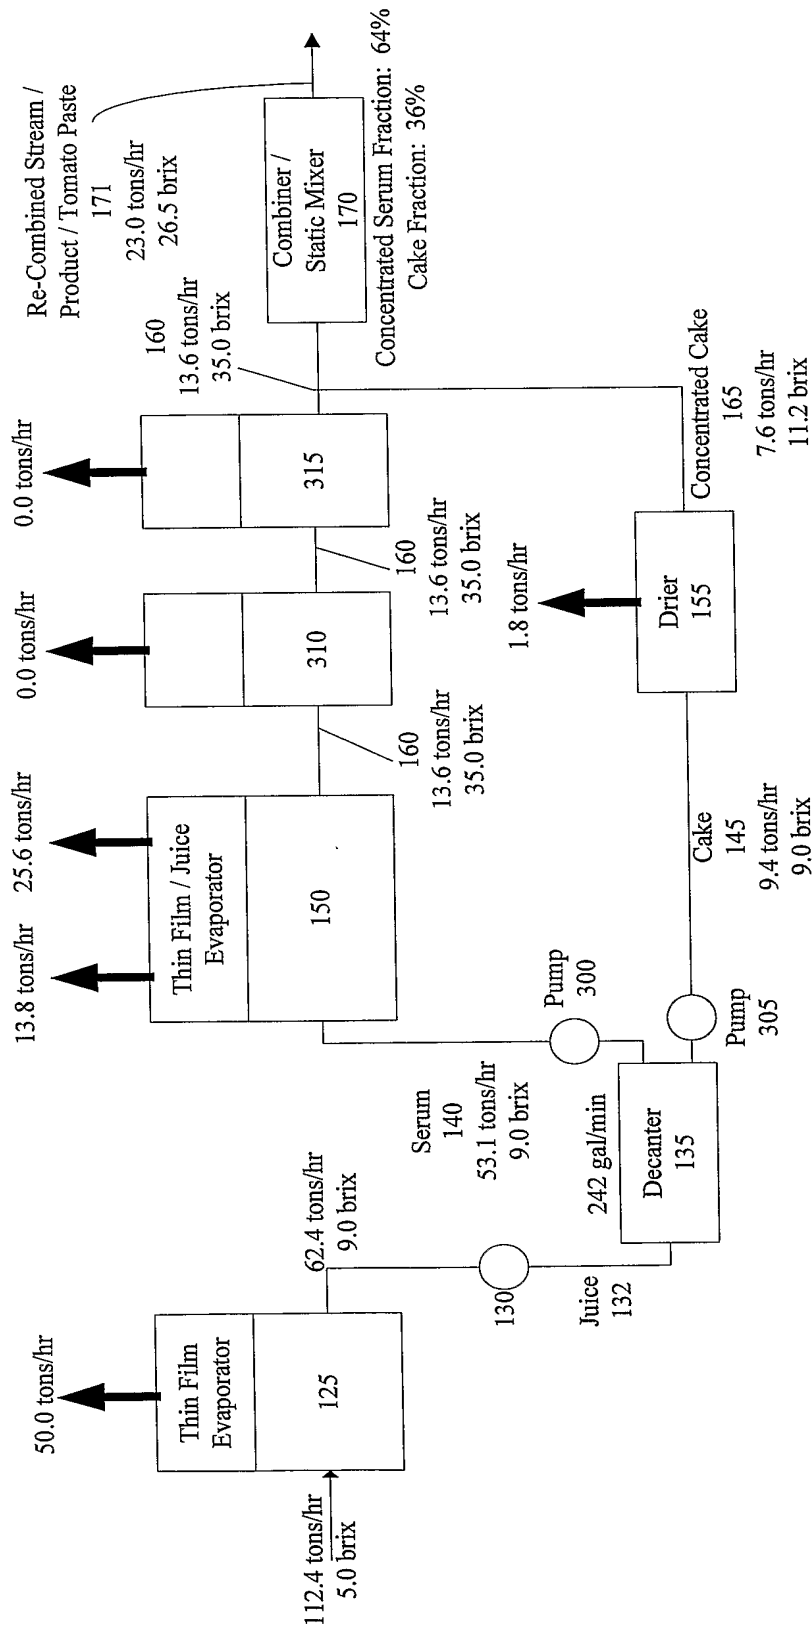 112.4 tons/hr
5.0 brix
50.0 tons/hr
Thin Film
Evaporator
125
62.4 tons/hr
9.0 brix
130
Juice
132
242 gal/min
Decanter
135
Serum
140
53.1 tons/hr
9.0 brix
Pump
300
Pump
305
13.8 tons/hr
25.6 tons/hr
Thin Film / Juice
Evaporator
150
160
13.6 tons/hr
35.0 brix
0.0 tons/hr
310
160
13.6 tons/hr
35.0 brix
0.0 tons/hr
315
160
13.6 tons/hr
35.0 brix
Cake
145
9.4 tons/hr
9.0 brix
1.8 tons/hr
Drier
155
Concentrated Cake
165
7.6 tons/hr
11.2 brix
Combiner /
Static Mixer
170
Concentrated Serum Fraction: 64%
Cake Fraction: 36%
Re-Combined Stream /
Product / Tomato Paste
171
23.0 tons/hr
26.5 brix